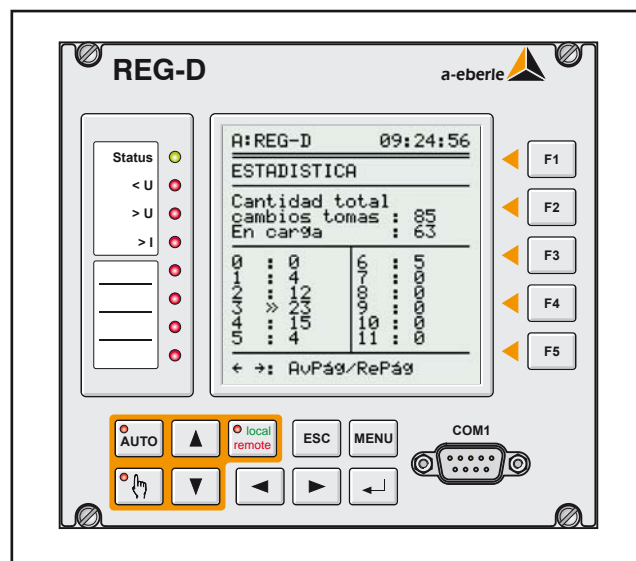 REG-D
a-eberle
Status
< U
> U
> I
A:REG-D 09:24:56
ESTADISTICA
Cantidad total
cambios tomas : 85
En carga : 63
0 : 0 6 : 5
1 : 4 7 : 0
2 : 12 8 : 0
3 » 23 9 : 0
4 : 15 10 : 0
5 : 4 11 : 0
← →: AvPág/RePág
F1
F2
F3
F4
F5
AUTO
local
remote
ESC
MENU
COM1